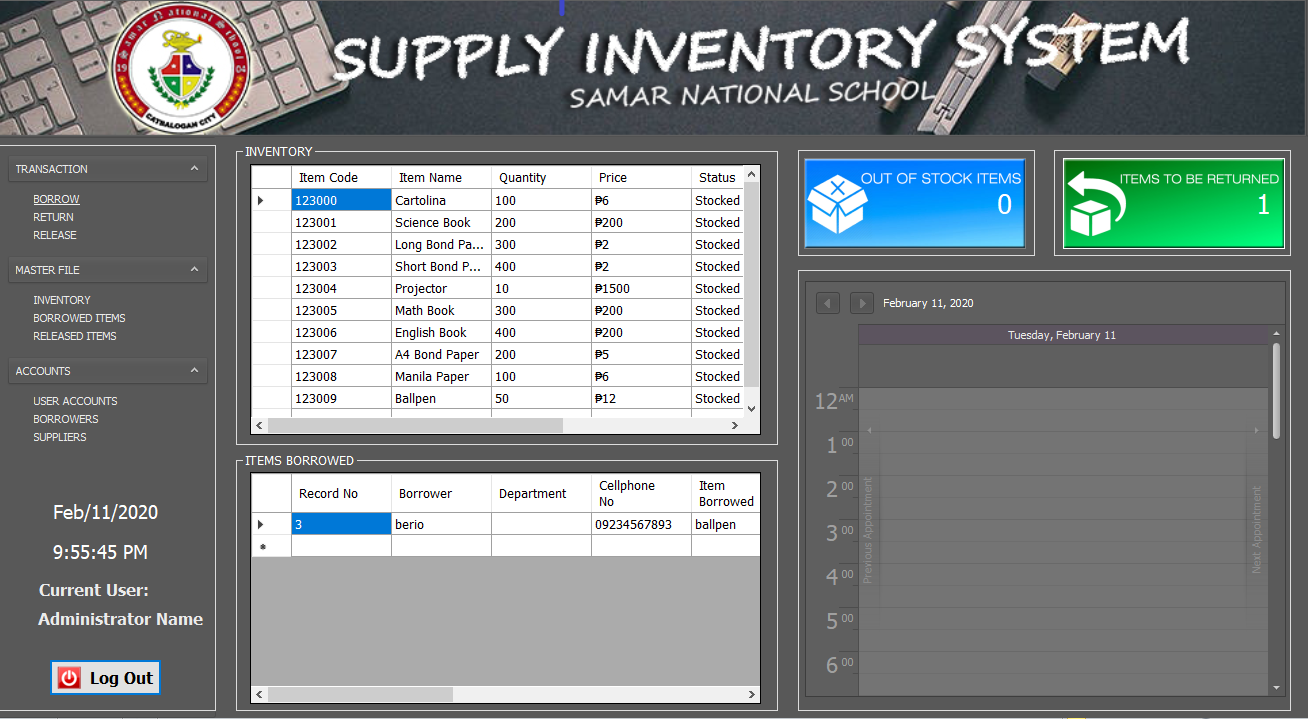 Samar National School
19 04
CATBALOGAN CITY
SUPPLY INVENTORY SYSTEM
SAMAR NATIONAL SCHOOL
TRANSACTION
BORROW
RETURN
RELEASE
MASTER FILE
INVENTORY
BORROWED ITEMS
RELEASED ITEMS
ACCOUNTS
USER ACCOUNTS
BORROWERS
SUPPLIERS
Feb/11/2020
9:55:45 PM
Current User:
Administrator Name
Log Out
INVENTORY
Item Code Item Name Quantity Price Status
123000 Cartolina 100 ₱6 Stocked
123001 Science Book 200 ₱200 Stocked
123002 Long Bond Pa... 300 ₱2 Stocked
123003 Short Bond P... 400 ₱2 Stocked
123004 Projector 10 ₱1500 Stocked
123005 Math Book 300 ₱200 Stocked
123006 English Book 400 ₱200 Stocked
123007 A4 Bond Paper 200 ₱5 Stocked
123008 Manila Paper 100 ₱6 Stocked
123009 Ballpen 50 ₱12 Stocked
ITEMS BORROWED
Record No Borrower Department Cellphone No Item Borrowed
3 berio 09234567893 ballpen
OUT OF STOCK ITEMS
0
ITEMS TO BE RETURNED
1
February 11, 2020
Tuesday, February 11
12 AM
1 00
2 00
3 00
4 00
5 00
6 00
Previous Appointment
Next Appointment